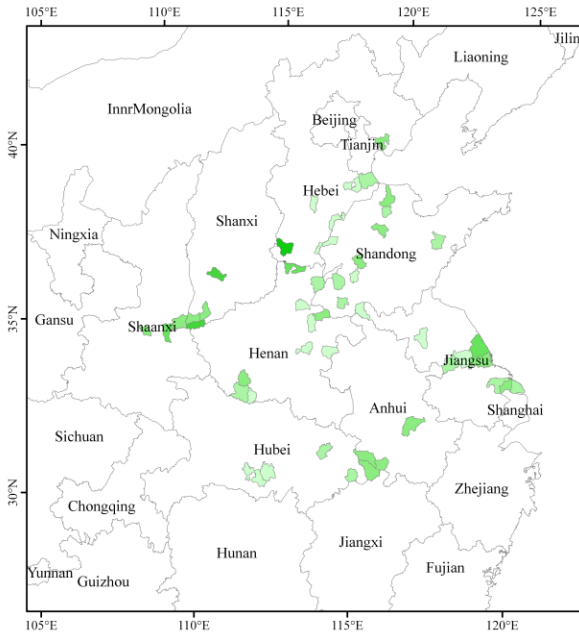 105°E 110°E 115°E 120°E 125°E
Jilin
Liaoning
InnrMongolia
Beijing
40°N
Tianjin
Hebei
Shanxi
Ningxia
Shandong
35°N
Gansu
Shaanxi
Henan
Jiangsu
Anhui
Shanghai
Sichuan
Hubei
Zhejiang
30°N
Chongqing
Hunan
Jiangxi
Yunnan
Guizhou
Fujian
105°E 110°E 115°E 120°E